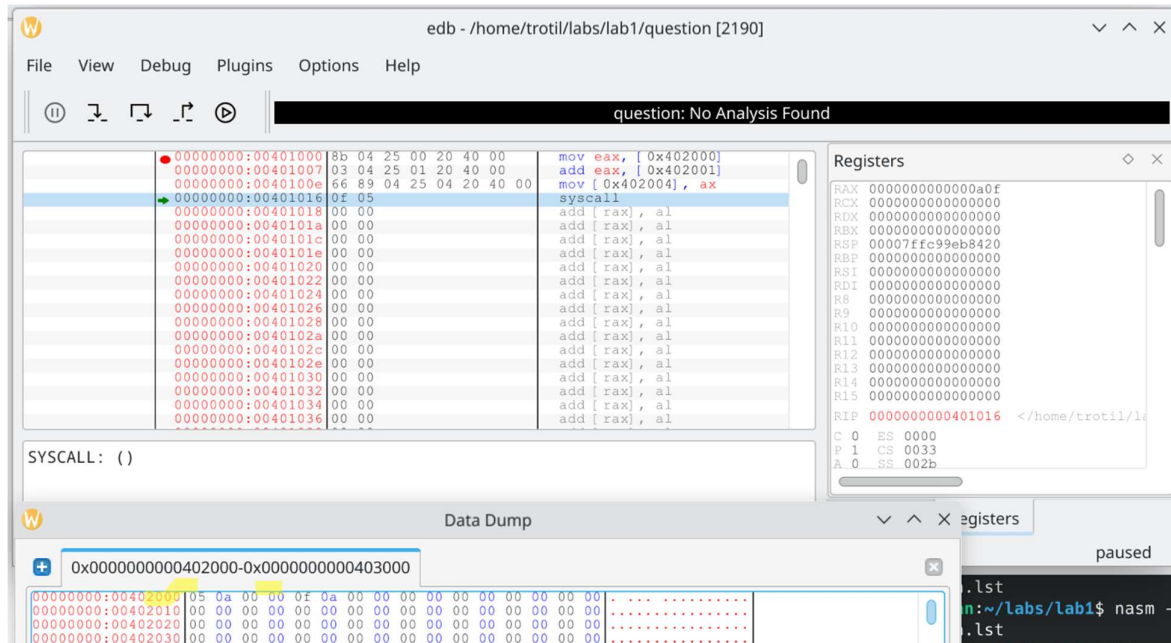 edb - /home/trotil/labs/lab1/question [2190]
File View Debug Plugins Options Help
question: No Analysis Found
00000000:00401000 8b 04 25 00 20 40 00 mov eax, [0x402000]
00000000:00401007 03 04 25 01 20 40 00 add eax, [0x402001]
00000000:0040100e 66 89 04 25 04 20 40 00 mov [0x402004], ax
00000000:00401016 0f 05 syscall
00000000:00401018 00 00 add [rax], al
00000000:0040101a 00 00 add [rax], al
00000000:0040101c 00 00 add [rax], al
00000000:0040101e 00 00 add [rax], al
00000000:00401020 00 00 add [rax], al
00000000:00401022 00 00 add [rax], al
00000000:00401024 00 00 add [rax], al
00000000:00401026 00 00 add [rax], al
00000000:00401028 00 00 add [rax], al
00000000:0040102a 00 00 add [rax], al
00000000:0040102c 00 00 add [rax], al
00000000:0040102e 00 00 add [rax], al
00000000:00401030 00 00 add [rax], al
00000000:00401032 00 00 add [rax], al
00000000:00401034 00 00 add [rax], al
00000000:00401036 00 00 add [rax], al
Registers
RAX 0000000000000a0f
RCX 0000000000000000
RDX 0000000000000000
RBX 0000000000000000
RSP 00007ffc99eb8420
RBP 0000000000000000
RSI 0000000000000000
RDI 0000000000000000
R8 0000000000000000
R9 0000000000000000
R10 0000000000000000
R11 0000000000000000
R12 0000000000000000
R13 0000000000000000
R14 0000000000000000
R15 0000000000000000
RIP 0000000000401016 </home/trotil/la
C 0 ES 0000
P 1 CS 0033
A 0 SS 002b
SYSCALL: ()
egisters
paused
Data Dump
0x0000000000402000-0x0000000000403000
00000000:00402000 05 0a 00 00 0f 0a 00 00 00 00 00 00 00 00 00 00 ................
00000000:00402010 00 00 00 00 00 00 00 00 00 00 00 00 00 00 00 00 ................
00000000:00402020 00 00 00 00 00 00 00 00 00 00 00 00 00 00 00 00 ................
00000000:00402030 00 00 00 00 00 00 00 00 00 00 00 00 00 00 00 00 ................
.lst
n:~/labs/lab1$ nasm -
.lst